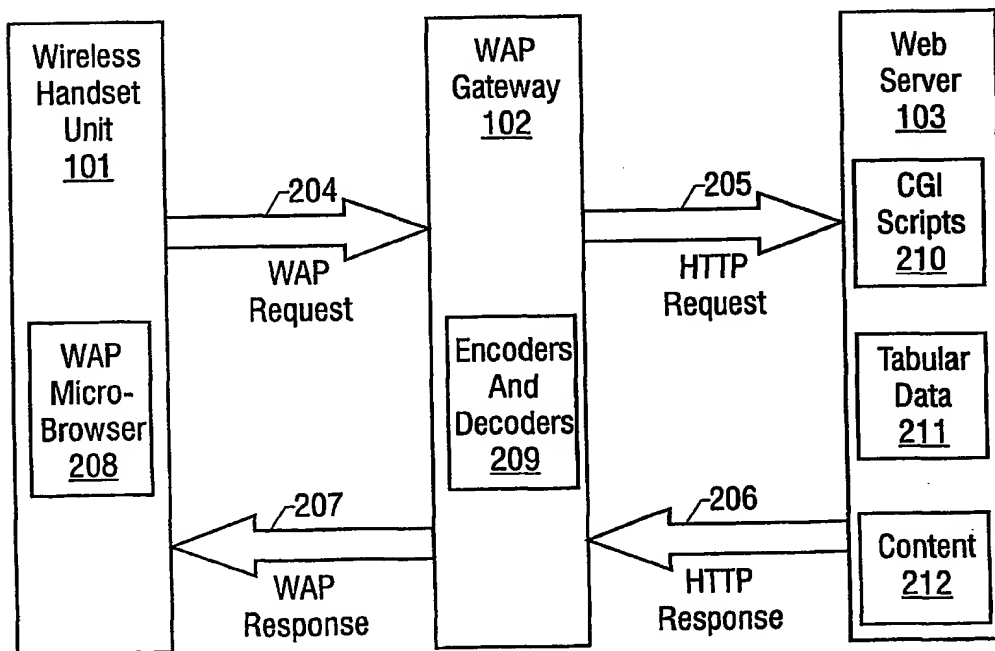 Wireless
Handset
Unit
101
WAP
Micro-
Browser
208
204
WAP
Request
207
WAP
Response
WAP
Gateway
102
Encoders
And
Decoders
209
205
HTTP
Request
206
HTTP
Response
Web
Server
103
CGI
Scripts
210
Tabular
Data
211
Content
212